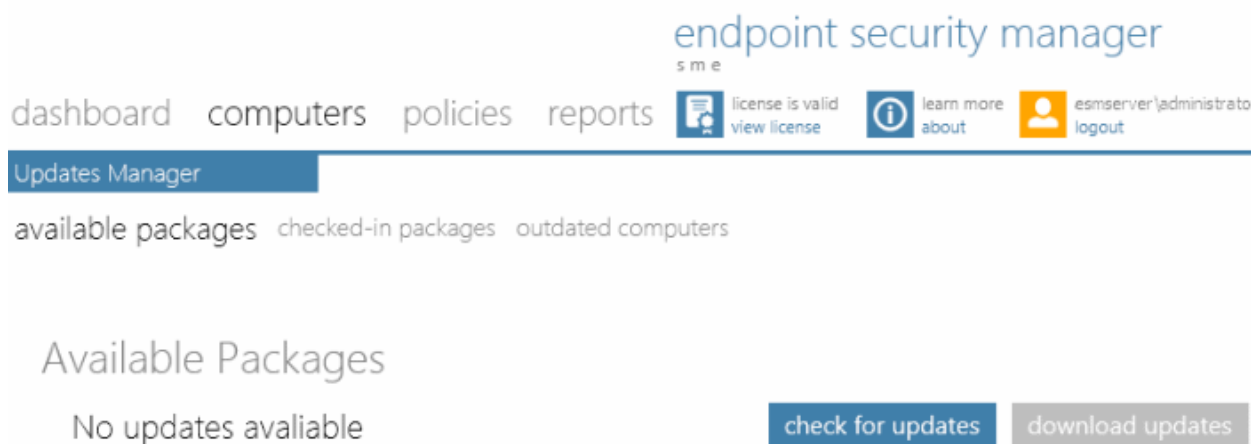 endpoint security manager
sme
dashboard computers policies reports
license is valid
view license
learn more
about
esmserver\administrato
logout
Updates Manager
available packages checked-in packages outdated computers
Available Packages
No updates avaliable
check for updates
download updates